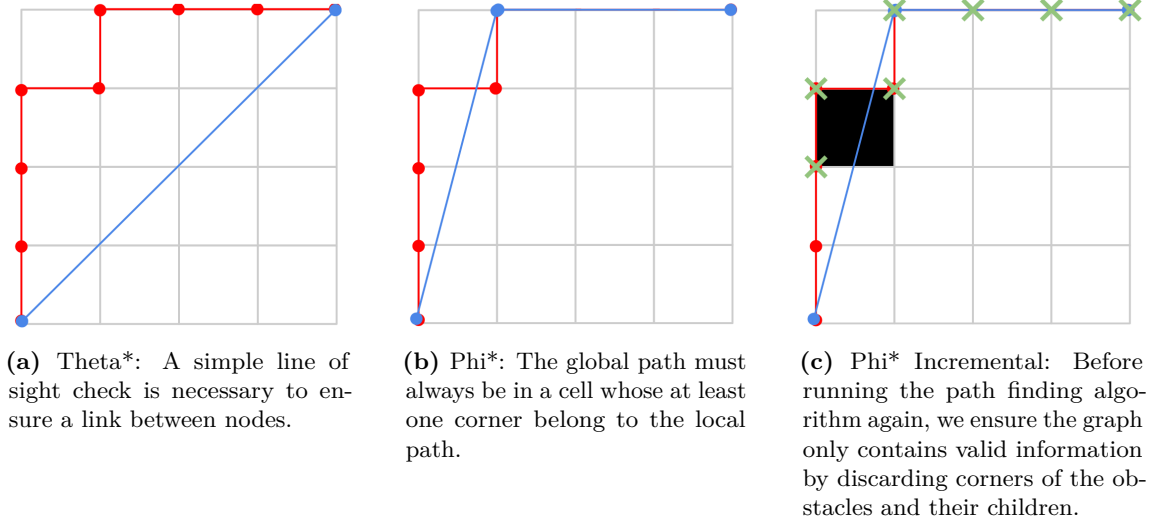 (a) Theta*: A simple line of
sight check is necessary to en-
sure a link between nodes.
(b) Phi*: The global path must
always be in a cell whose at least
one corner belong to the local
path.
(c) Phi* Incremental: Before
running the path finding algo-
rithm again, we ensure the graph
only contains valid information
by discarding corners of the ob-
stacles and their children.